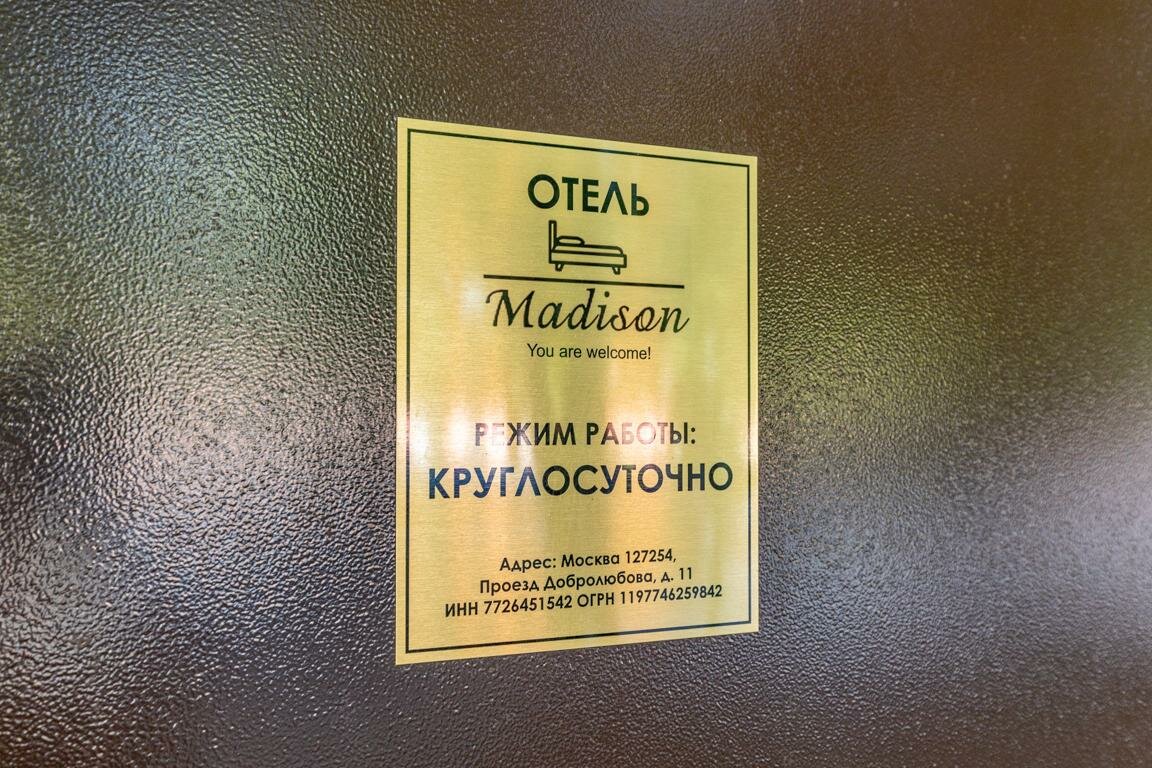 ОТЕЛЬ
Madison
You are welcome!
РЕЖИМ РАБОТЫ:
КРУГЛОСУТОЧНО
Адрес: Москва 127254,
Проезд Добролюбова, д. 11
ИНН 7726451542 ОГРН 1197746259842